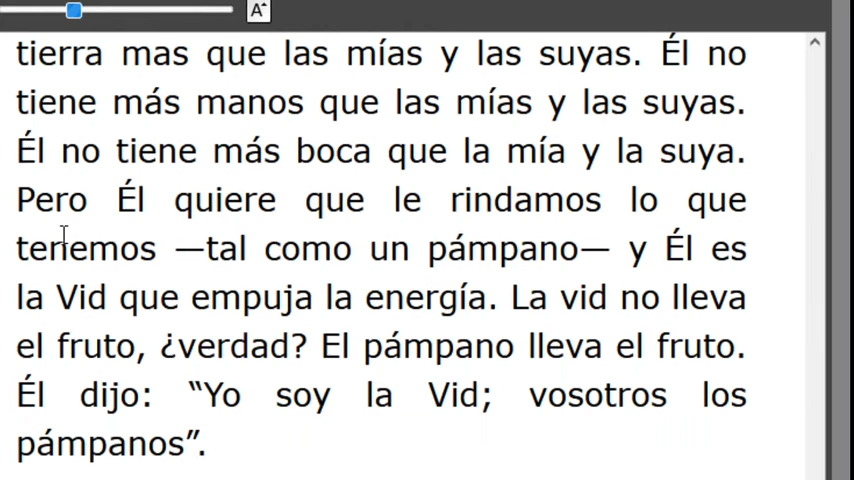 A
tierra mas que las mías y las suyas. Él no
tiene más manos que las mías y las suyas.
Él no tiene más boca que la mía y la suya.
Pero Él quiere que le rindamos lo que
tenemos —tal como un pámpano— y Él es
la Vid que empuja la energía. La vid no lleva
el fruto, ¿verdad? El pámpano lleva el fruto.
Él dijo: “Yo soy la Vid; vosotros los
pámpanos”.